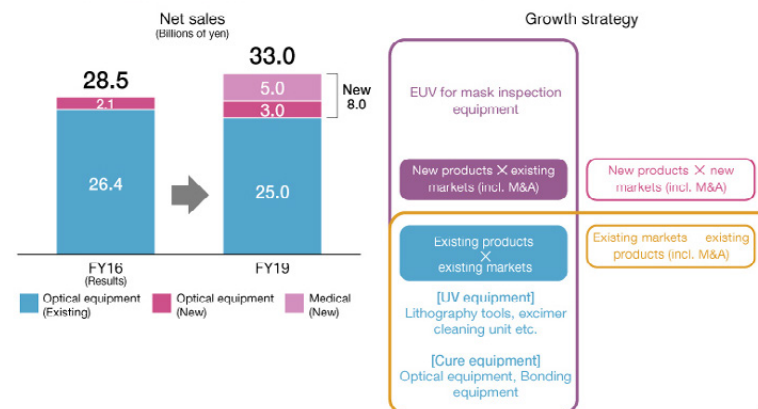 Net sales
(Billions of yen)
28.5
2.1
26.4
FY16
(Results)
33.0
5.0
3.0
25.0
FY19
New
8.0
Optical equipment
(Existing)
Optical equipment
(New)
Medical
(New)
Growth strategy
EUV for mask inspection
equipment
New products × existing
markets (incl. M&A)
New products × new
markets (incl. M&A)
Existing products
×
existing markets
Existing markets existing
products (incl. M&A)
[UV equipment]
Lithography tools, excimer
cleaning unit etc.
[Cure equipment]
Optical equipment, Bonding
equipment